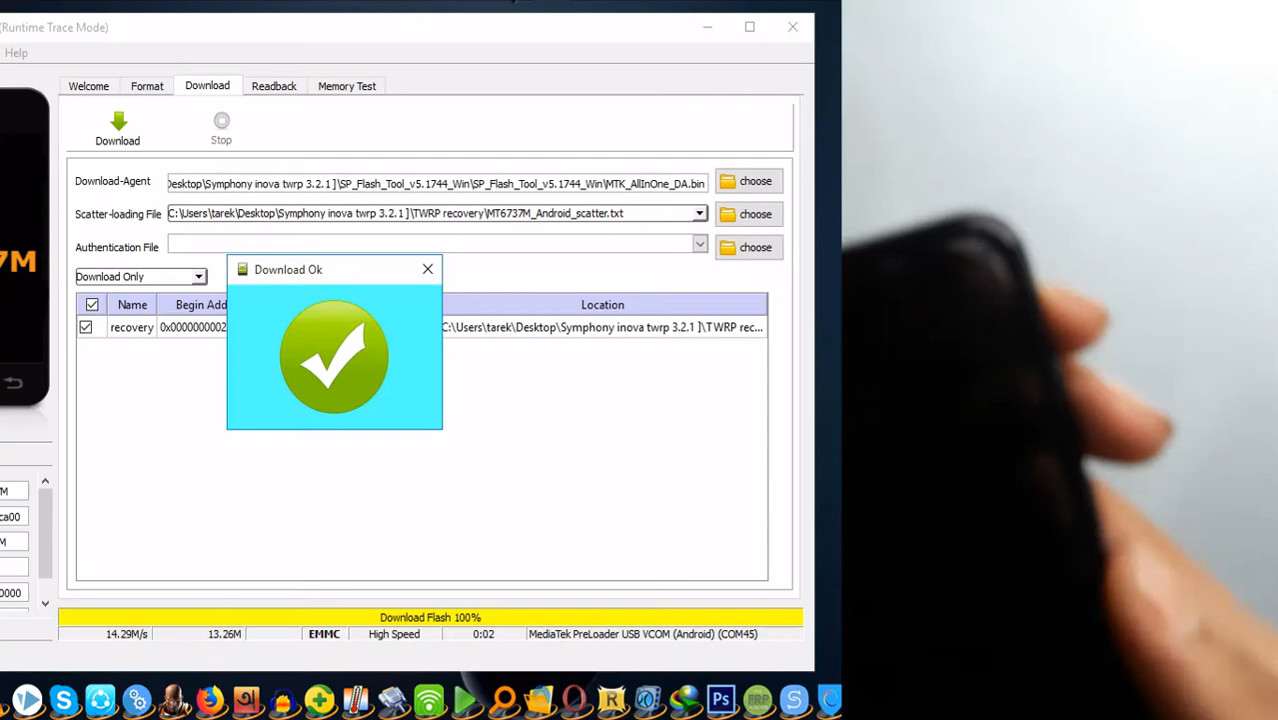 (Runtime Trace Mode)
Help
Welcome Format Download Readback Memory Test
Download Stop
Download-Agent Desktop\Symphony inova twrp 3.2.1 ]\SP_Flash_Tool_v5.1744_Win\SP_Flash_Tool_v5.1744_Win\MTK_AllInOne_DA.bin choose
Scatter-loading File C:\Users\tarek\Desktop\Symphony inova twrp 3.2.1 ]\TWRP recovery\MT6737M_Android_scatter.txt choose
Authentication File choose
7M
Download Only
Download Ok
Name Begin Add Location
recovery 0x0000000002 C:\Users\tarek\Desktop\Symphony inova twrp 3.2.1 ]\TWRP rec...
M
ca00
M
0000
Download Flash 100%
14.29M/s 13.26M EMMC High Speed 0:02 MediaTek PreLoader USB VCOM (Android) (COM45)
Ps
FRP